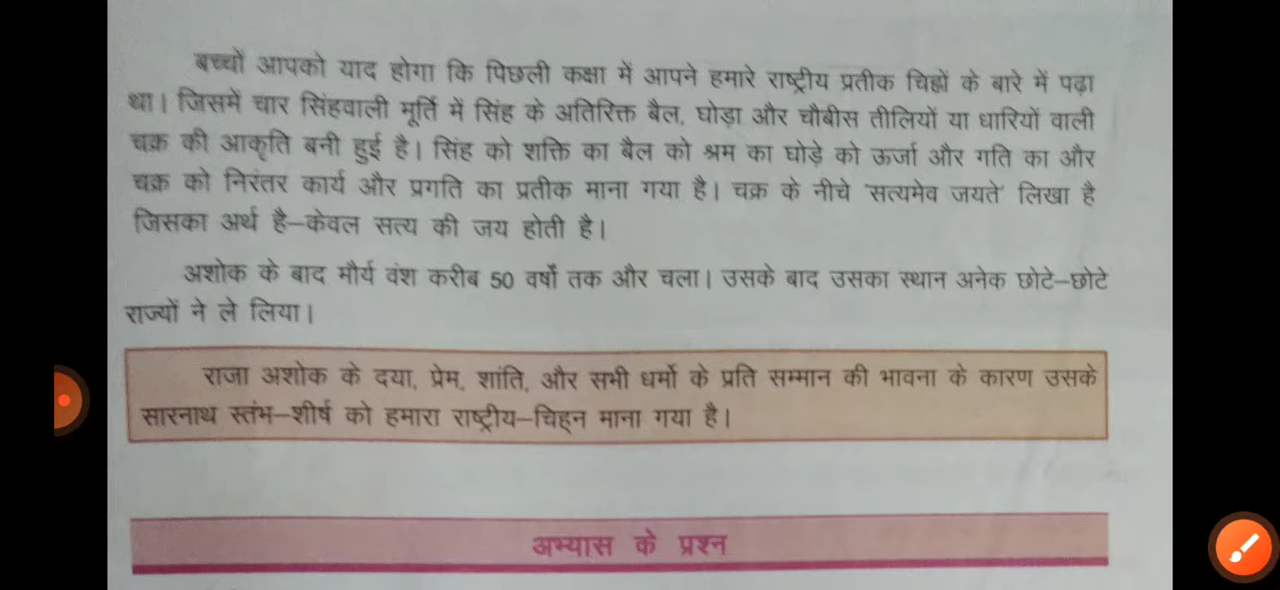 बच्चों आपको याद होगा कि पिछली कक्षा में आपने हमारे राष्ट्रीय प्रतीक चिह्नों के बारे में पढ़ा
था। जिसमें चार सिंहवाली मूर्ति में सिंह के अतिरिक्त बैल, घोड़ा और चौबीस तीलियों या धारियों वाली
चक्र की आकृति बनी हुई है। सिंह को शक्ति का बैल को श्रम का घोड़े को ऊर्जा और गति का और
चक्र को निरंतर कार्य और प्रगति का प्रतीक माना गया है। चक्र के नीचे 'सत्यमेव जयते' लिखा है
जिसका अर्थ है–केवल सत्य की जय होती है।
अशोक के बाद मौर्य वंश करीब 50 वर्षों तक और चला। उसके बाद उसका स्थान अनेक छोटे–छोटे
राज्यों ने ले लिया।
राजा अशोक के दया, प्रेम, शांति, और सभी धर्मो के प्रति सम्मान की भावना के कारण उसके
सारनाथ स्तंभ–शीर्ष को हमारा राष्ट्रीय–चिह्न माना गया है।
अभ्यास के प्रश्न